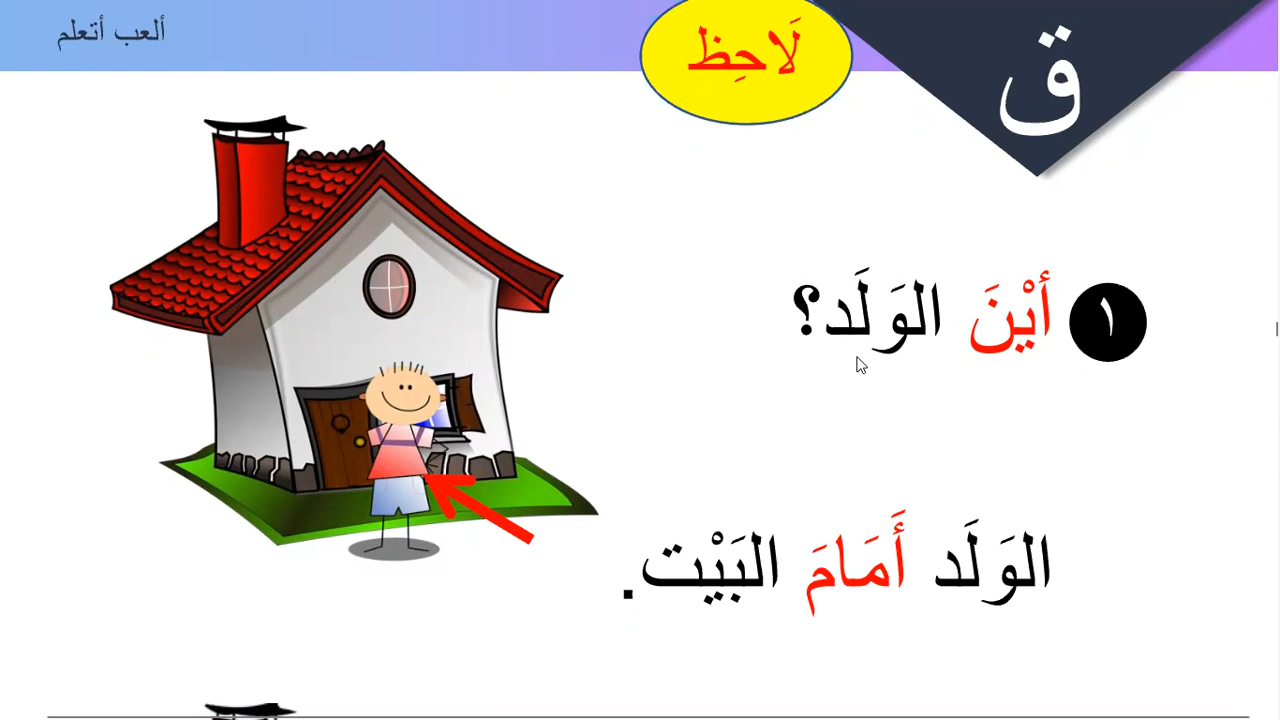 ألعب أتعلم
لَاحِظ
ق
١ أيْنَ الوَلَد؟
الوَلَد أَمَامَ البَيْت.